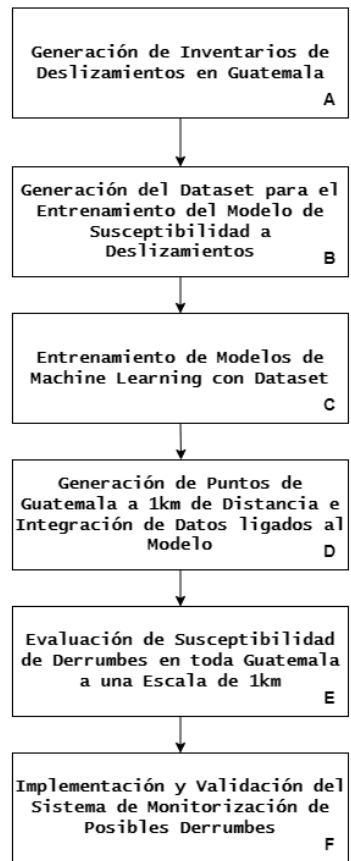 Generación de Inventarios de
Deslizamientos en Guatemala
A
Generación del Dataset para el
Entrenamiento del Modelo de
Susceptibilidad a
Deslizamientos
B
Entrenamiento de Modelos de
Machine Learning con Dataset
C
Generación de Puntos de
Guatemala a 1km de Distancia e
Integración de Datos ligados al
Modelo
D
Evaluación de Susceptibilidad
de Derrumbes en toda Guatemala
a una Escala de 1km
E
Implementación y Validación del
Sistema de Monitorización de
Posibles Derrumbes
F